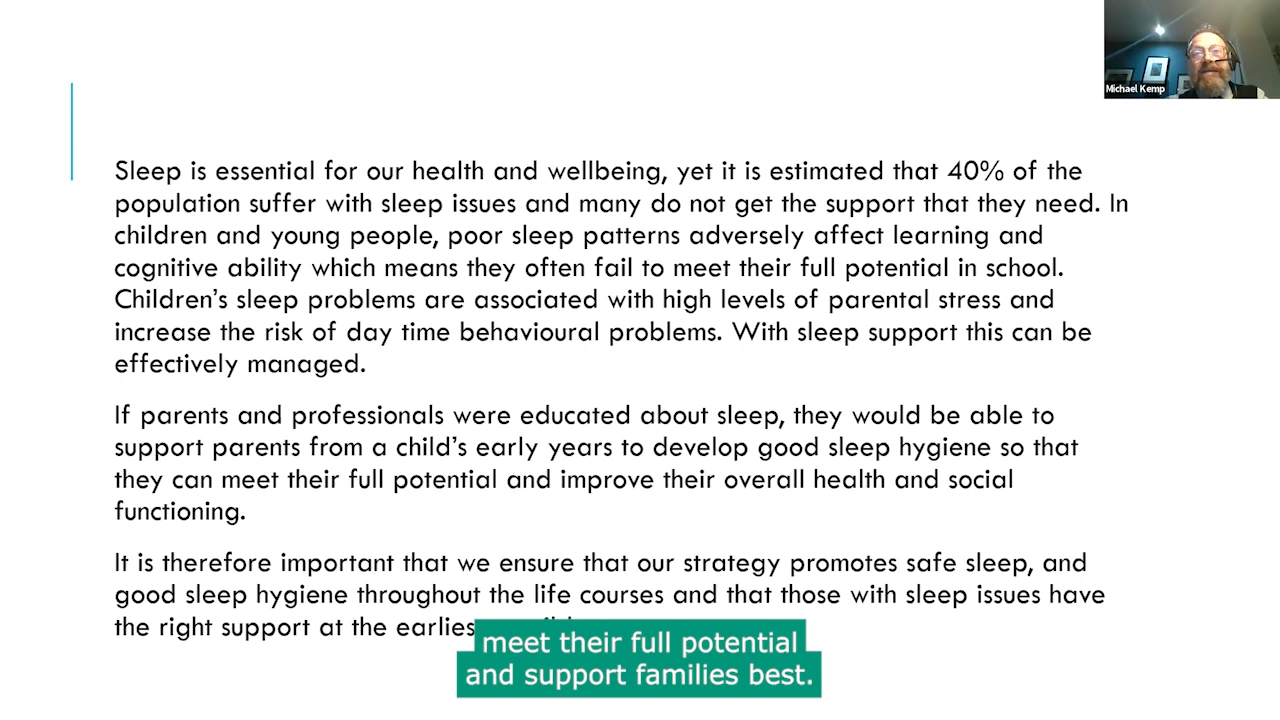 Michael Kemp
Sleep is essential for our health and wellbeing, yet it is estimated that 40% of the
population suffer with sleep issues and many do not get the support that they need. In
children and young people, poor sleep patterns adversely affect learning and
cognitive ability which means they often fail to meet their full potential in school.
Children's sleep problems are associated with high levels of parental stress and
increase the risk of day time behavioural problems. With sleep support this can be
effectively managed.
If parents and professionals were educated about sleep, they would be able to
support parents from a child's early years to develop good sleep hygiene so that
they can meet their full potential and improve their overall health and social
functioning.
It is therefore important that we ensure that our strategy promotes safe sleep, and
good sleep hygiene throughout the life courses and that those with sleep issues have
the right support at the
meet their full potential
and support families best.